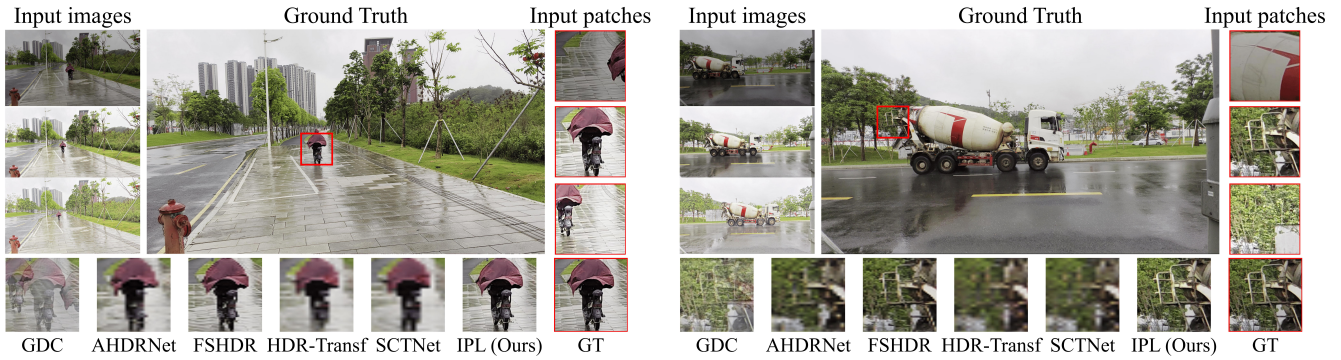 Input images Ground Truth Input patches Input images Ground Truth Input patches
GDC AHDRNet FSHDR HDR-Transf SCTNet IPL (Ours) GT GDC AHDRNet FSHDR HDR-Transf SCTNet IPL (Ours) GT